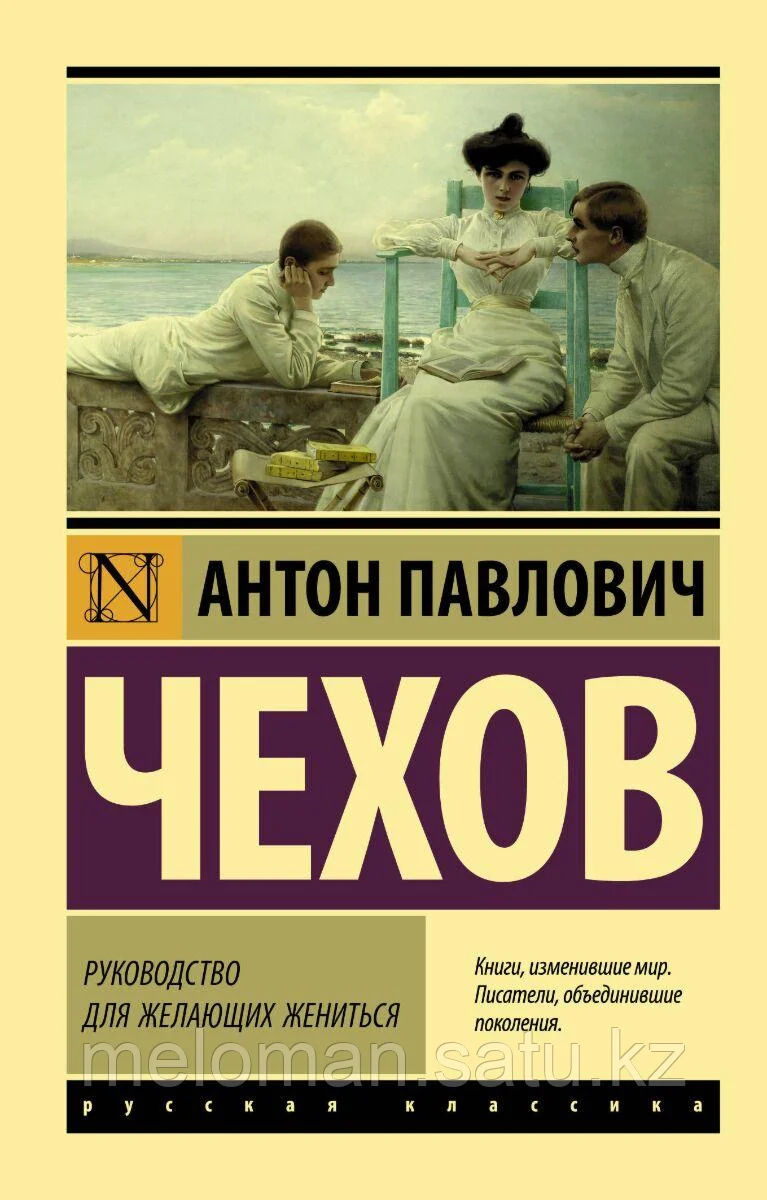 N
АНТОН ПАВЛОВИЧ
ЧЕХОВ
РУКОВОДСТВО
ДЛЯ ЖЕЛАЮЩИХ ЖЕНИТЬСЯ
Книги, изменившие мир.
Писатели, объединившие
поколения.
meloman.satu.kz
русская классика